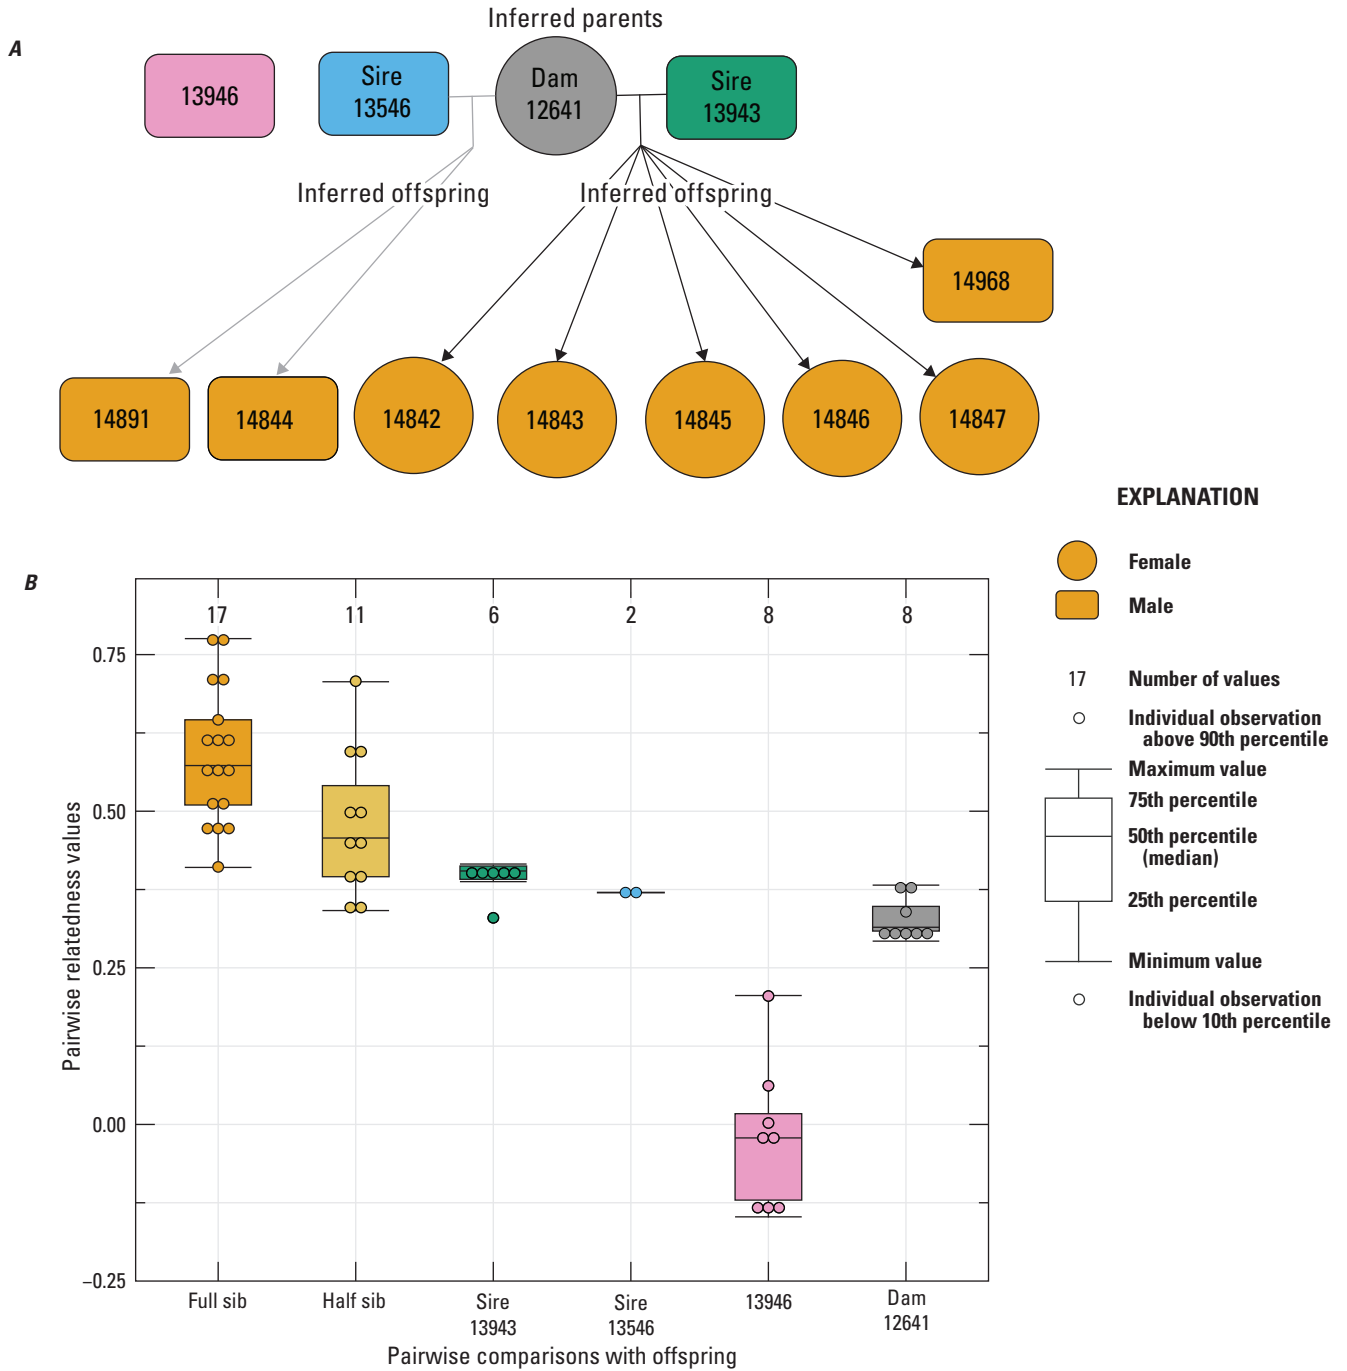 A
Inferred parents
13946
Sire
13546
Dam
12641
Sire
13943
Inferred offspring
Inferred offspring
14968
14891
14844
14842
14843
14845
14846
14847
EXPLANATION
Female
Male
17 Number of values
Individual observation
above 90th percentile
Maximum value
75th percentile
50th percentile
(median)
25th percentile
Minimum value
Individual observation
below 10th percentile
B
17 11 6 2 8 8
Pairwise relatedness values
0.75
0.50
0.25
0.00
−0.25
Full sib
Half sib
Sire
13943
Sire
13546
13946
Dam
12641
Pairwise comparisons with offspring